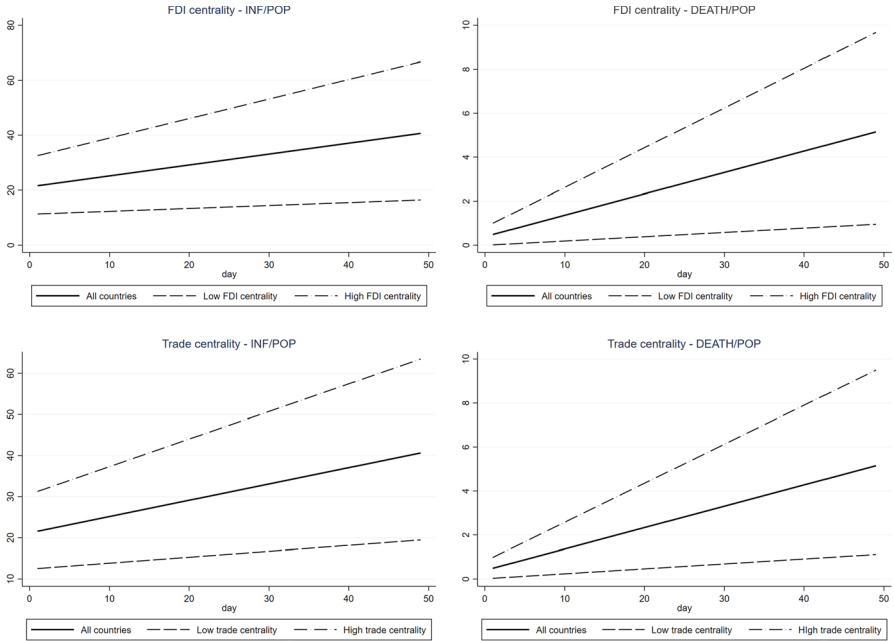 FDI centrality - INF/POP
80
60
40
20
0
0 10 20 30 40 50
day
All countries Low FDI centrality High FDI centrality
FDI centrality - DEATH/POP
10
8
6
4
2
0
0 10 20 30 40 50
day
All countries Low FDI centrality High FDI centrality
Trade centrality - INF/POP
60
50
40
30
20
10
0 10 20 30 40 50
day
All countries Low trade centrality HIgh trade centrality
Trade centrality - DEATH/POP
10
8
6
4
2
0
0 10 20 30 40 50
day
All countries Low trade centrality HIgh trade centrality